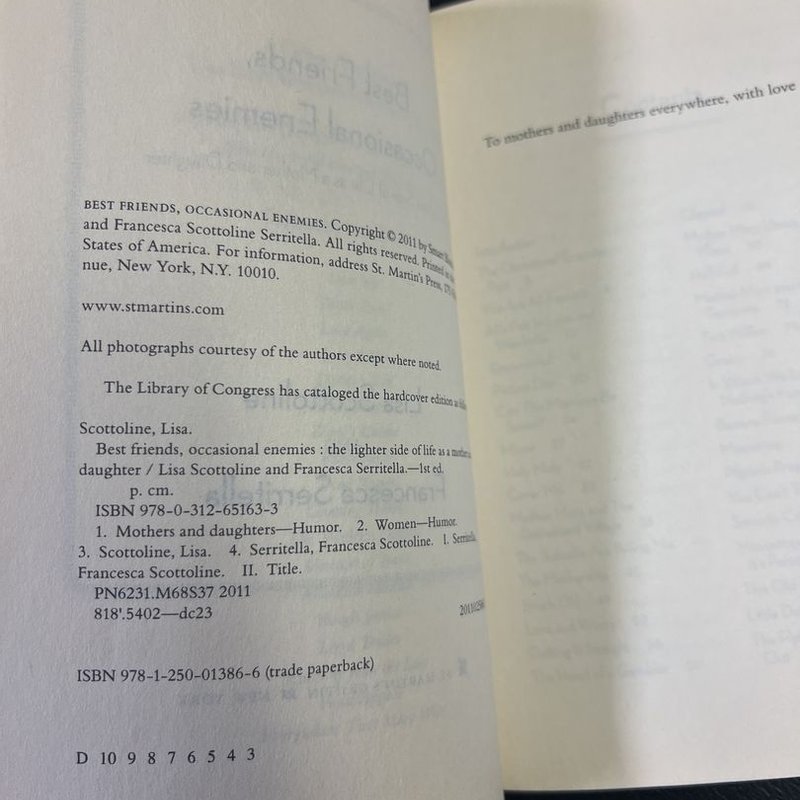 BEST FRIENDS, OCCASIONAL ENEMIES. Copyright © 2011 by Smart
and Francesca Scottoline Serritella. All rights reserved. Printed in
States of America. For information, address St. Martin's Press, 175
nue, New York, N.Y. 10010.
www.stmartins.com
All photographs courtesy of the authors except where noted.
The Library of Congress has cataloged the hardcover edition as
Scottoline, Lisa.
Best friends, occasional enemies : the lighter side of life as a mother
daughter / Lisa Scottoline and Francesca Serritella.—1st ed.
p. cm.
ISBN 978-0-312-65163-3
1. Mothers and daughters—Humor. 2. Women—Humor.
3. Scottoline, Lisa. 4. Serritella, Francesca Scottoline. I.
Francesca Scottoline. II. Title.
PN6231.M68S37 2011
818'.5402—dc23
ISBN 978-1-250-01386-6 (trade paperback)
D 10 9 8 7 6 5 4 3
To mothers and daughters everywhere, with love